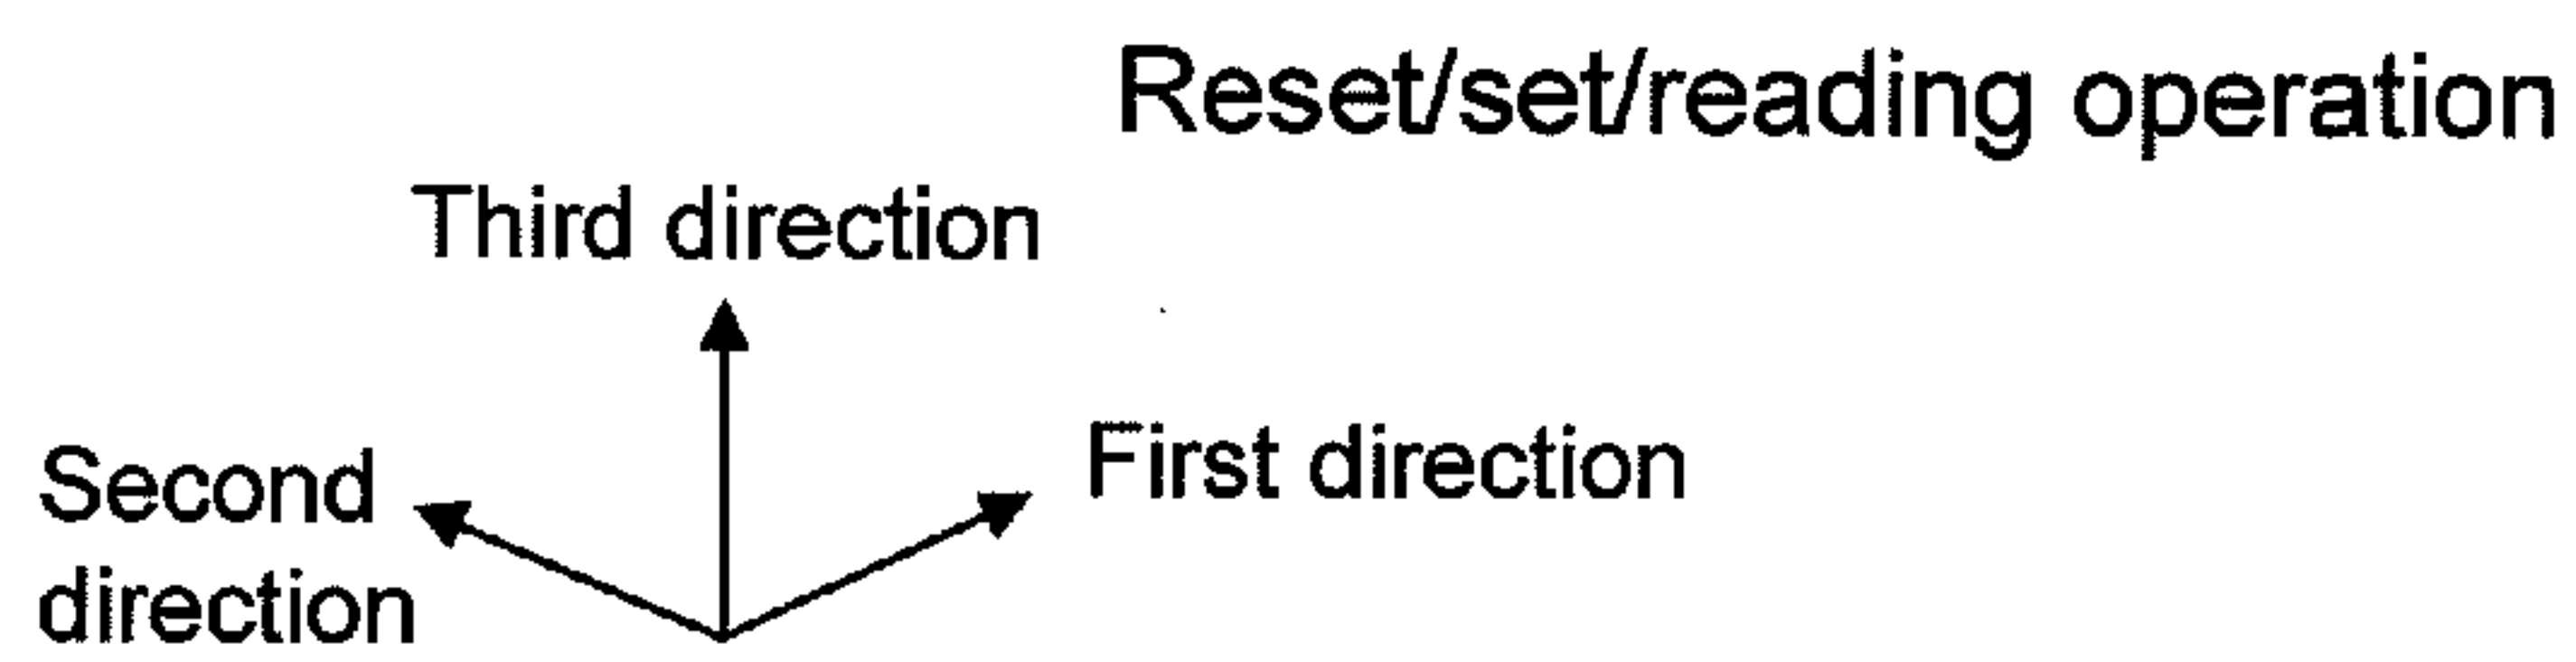 Reset/set/reading operation
Third direction
First direction
Second
direction